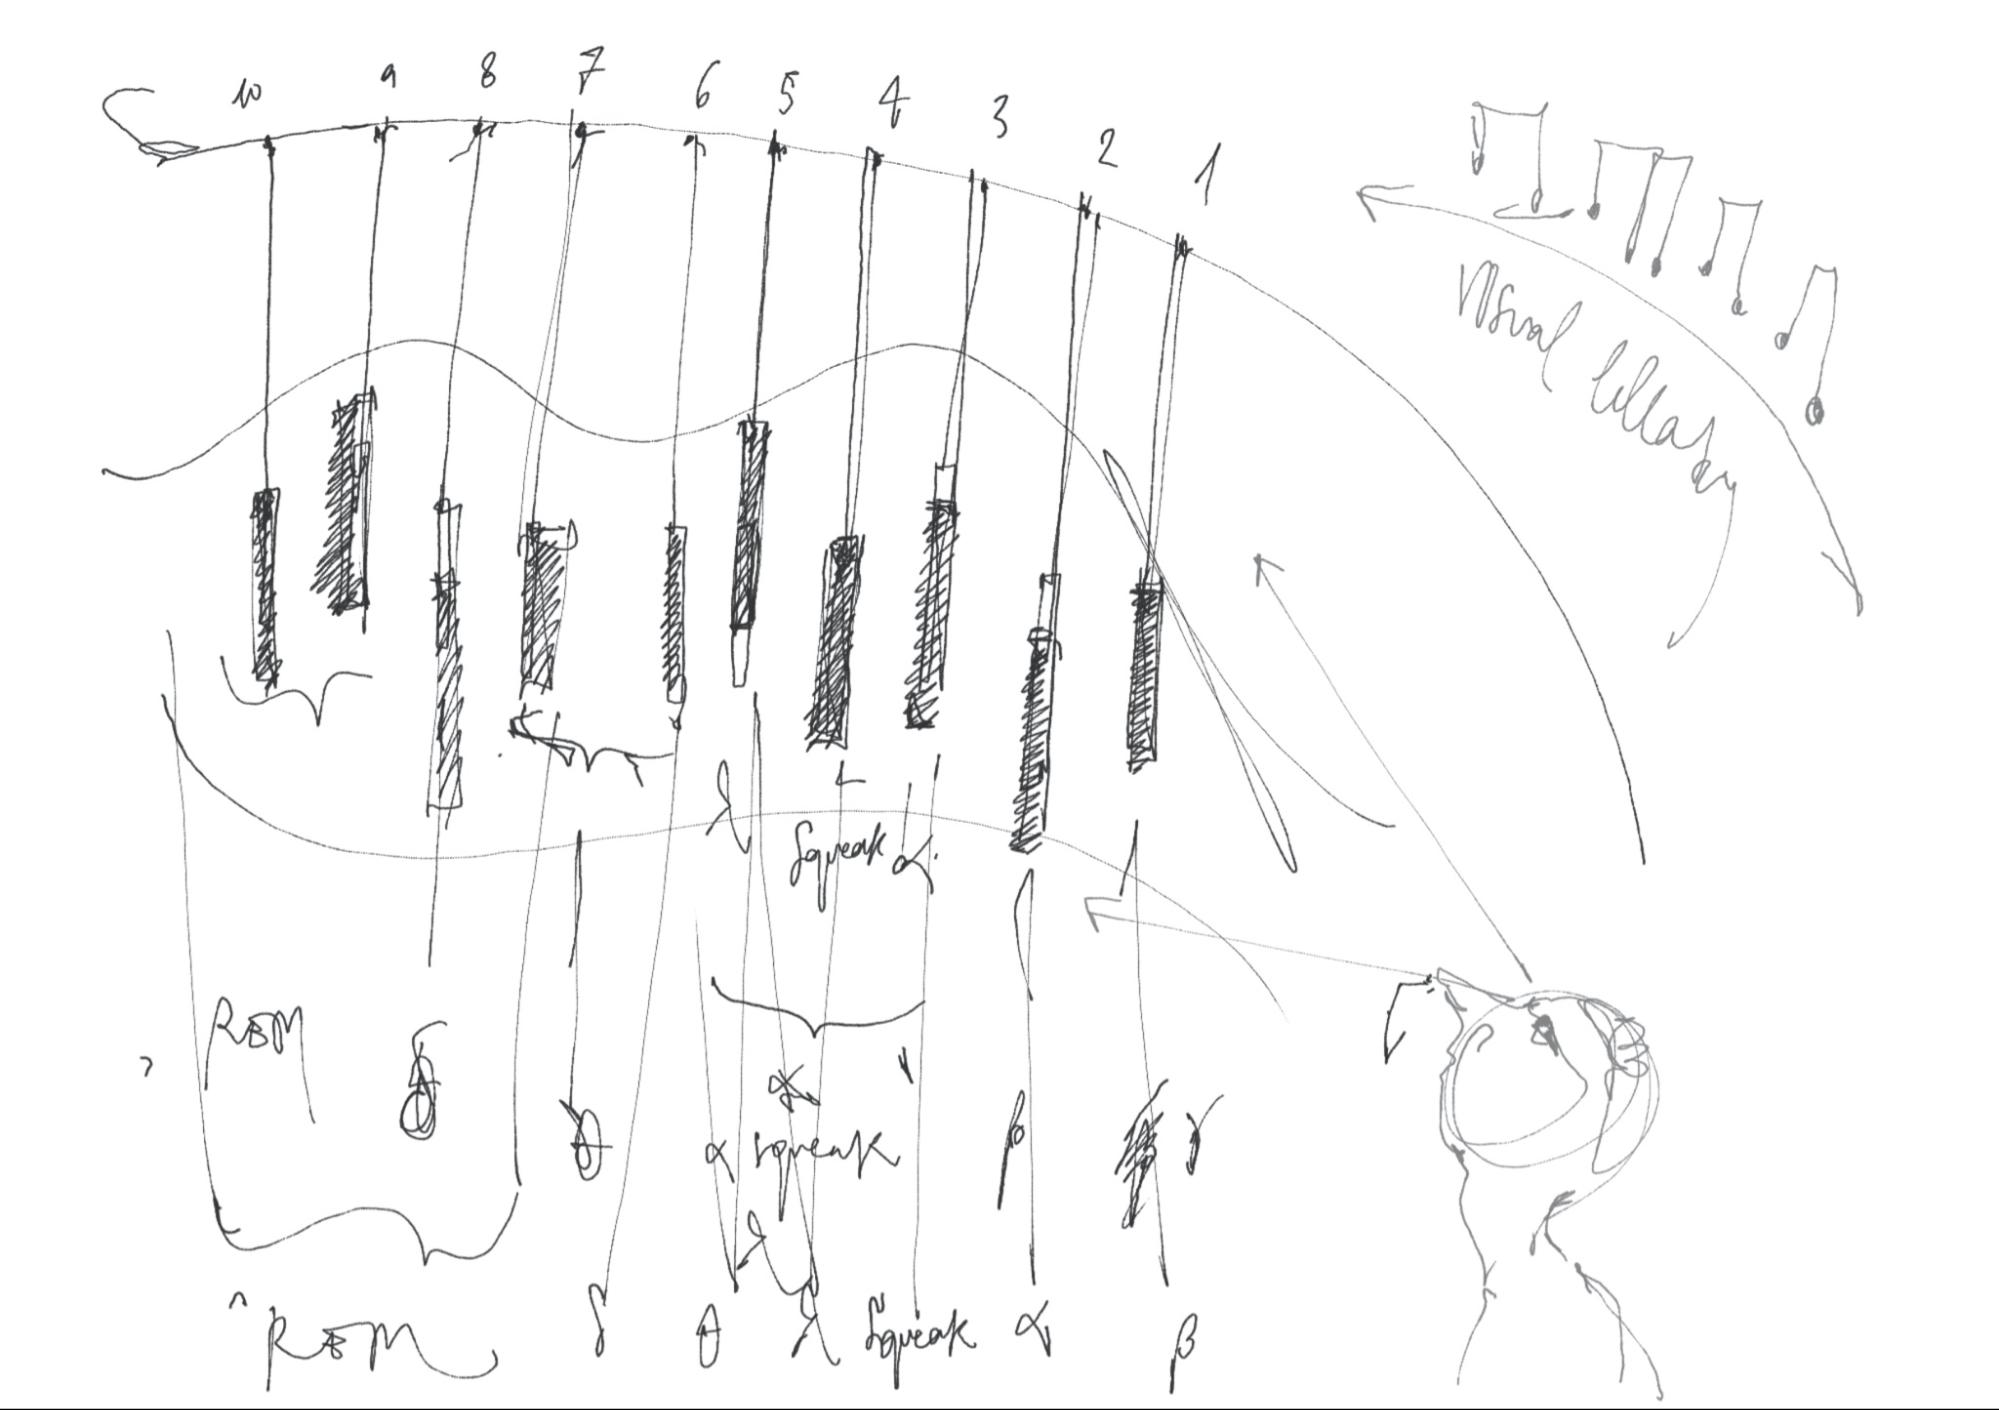 10 9 8 7 6 5 4 3 2 1
Visual lullaby
λ squeak α
REM δ θ
α squeak β γ
λ
REM δ θ λ squeak α β